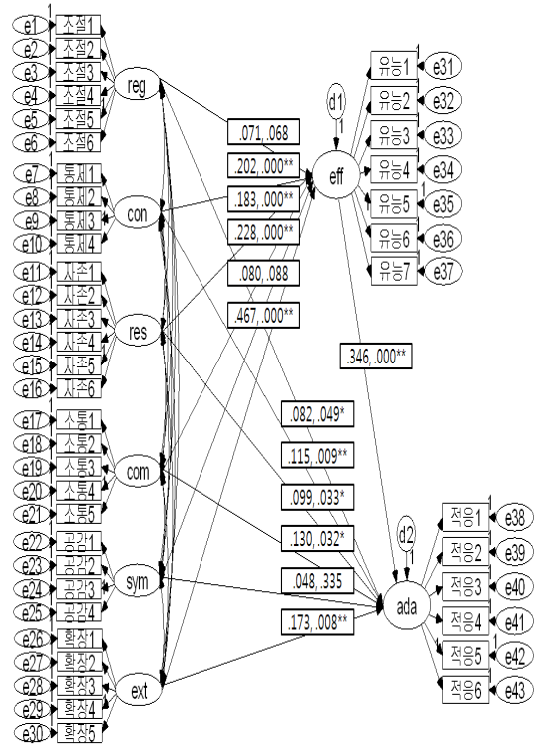 1
e1 조절1
e2 조절2
e3 조절3
e4 조절4
e5 조절5
e6 조절6
reg
e7 통제1
e8 통제2
e9 통제3
e10 통제4
con
e11 자존1
e12 자존2
e13 자존3
e14 자존4
e15 자존5
e16 자존6
res
e17 소통1
e18 소통2
e19 소통3
e20 소통4
e21 소통5
com
e22 공감1
e23 공감2
e24 공감3
e25 공감4
sym
e26 확장1
e27 확장2
e28 확장3
e29 확장4
e30 확장5
ext
.071, .068
.202, .000**
.183, .000**
.228, .000**
.080, .088
.467, .000**
d1
1
eff
유능1 e31
유능2 e32
유능3 e33
유능4 e34
유능5 e35
유능6 e36
유능7 e37
.346, .000**
.082, .049*
.115, .009**
.099, .033*
.130, .032*
.048, .335
.173, .008**
d2
1
ada
적응1 e38
적응2 e39
적응3 e40
적응4 e41
적응5 e42
적응6 e43